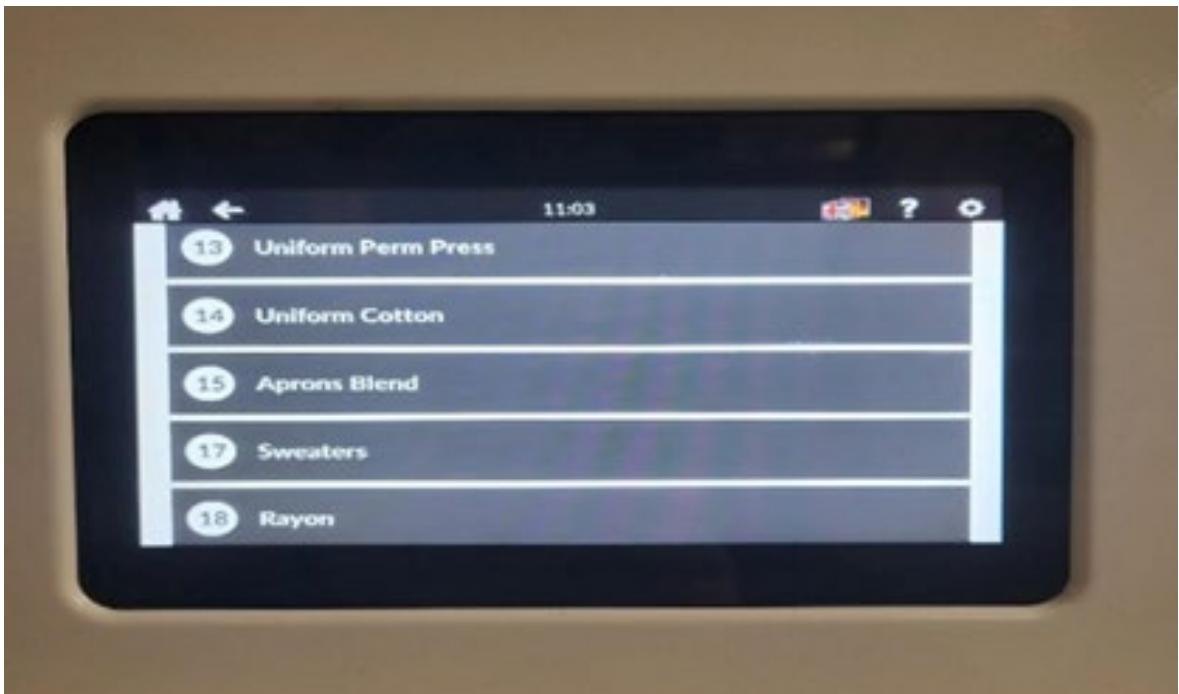 11:03 ?
13 Uniform Perm Press
14 Uniform Cotton
15 Aprons Blend
17 Sweaters
18 Rayon